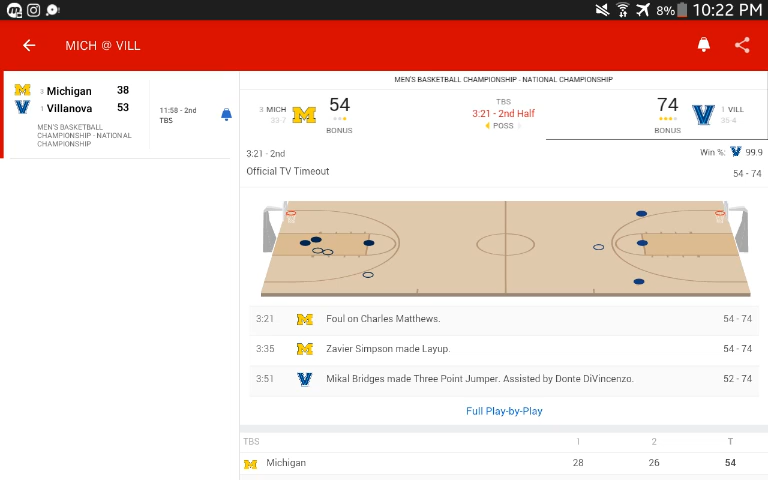 8% 10:22 PM
MICH @ VILL
3 Michigan 38
1 Villanova 53
11:58 - 2nd
TBS
MEN'S BASKETBALL
CHAMPIONSHIP - NATIONAL
CHAMPIONSHIP
MEN'S BASKETBALL CHAMPIONSHIP - NATIONAL CHAMPIONSHIP
3 MICH
33-7
54
BONUS
TBS
3:21 - 2nd Half
POSS
74
BONUS
1 VILL
35-4
3:21 - 2nd
Official TV Timeout
Win %: 99.9
54 - 74
3:21 Foul on Charles Matthews. 54 - 74
3:35 Zavier Simpson made Layup. 54 - 74
3:51 Mikal Bridges made Three Point Jumper. Assisted by Donte DiVincenzo. 52 - 74
Full Play-by-Play
TBS 1 2 T
Michigan 28 26 54